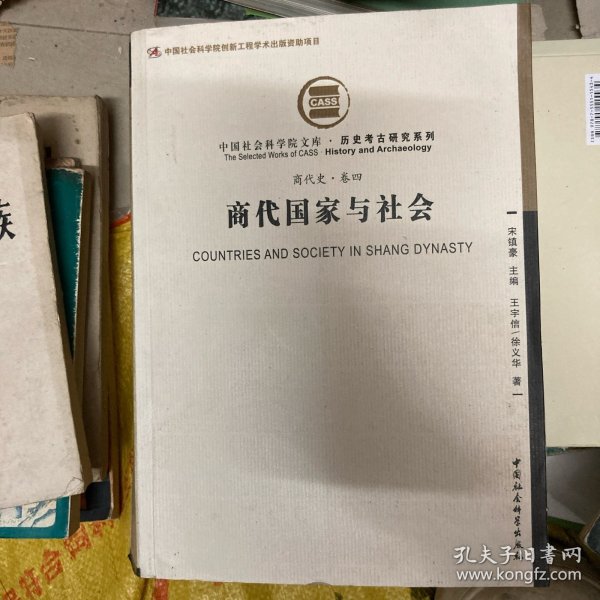 中国社会科学院创新工程学术出版资助项目
CASS
中国社会科学院文库·历史考古研究系列
The Selected Works of CASS · History and Archaeology
商代史·卷四
商代国家与社会
COUNTRIES AND SOCIETY IN SHANG DYNASTY
宋镇豪 主编 王宇信/徐义华 著
中国社会科学出版
族
符合
孔夫子旧书网
www.kongfz.com